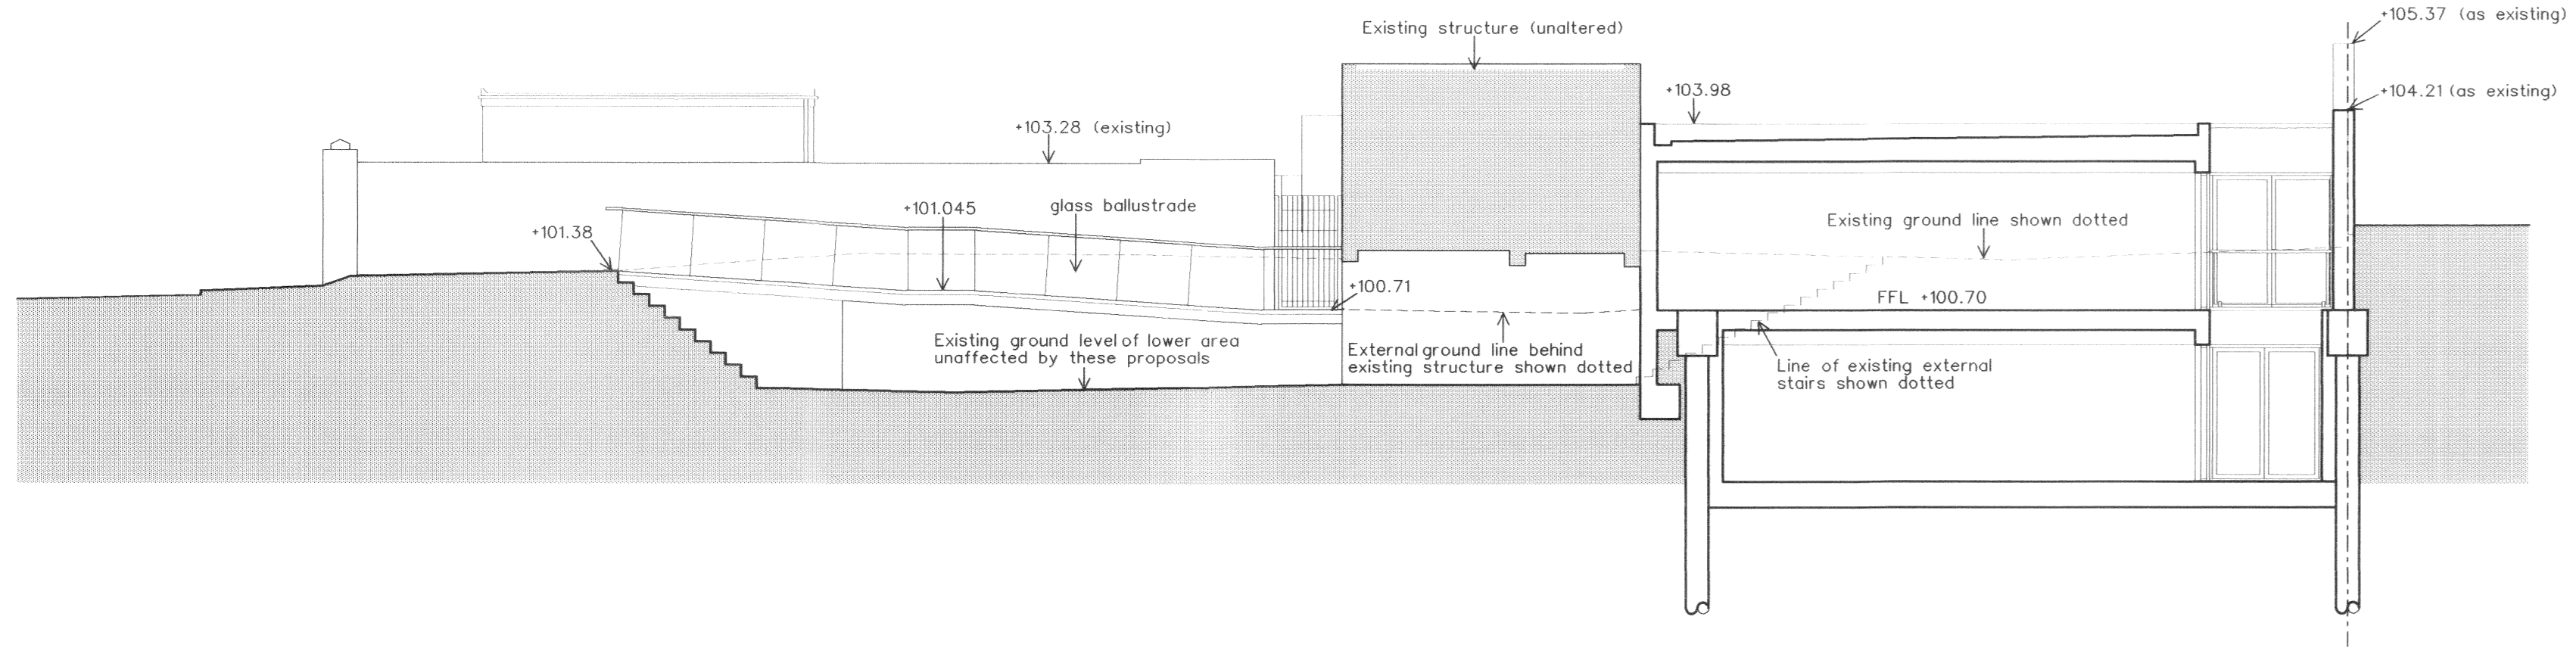 +105.37 (as existing)
Existing structure (unaltered)
+103.98
+104.21 (as existing)
+103.28 (existing)
+101.045
glass ballustrade
Existing ground line shown dotted
+101.38
+100.71
FFL +100.70
Existing ground level of lower area
unaffected by these proposals
External ground line behind
existing structure shown dotted
Line of existing external
stairs shown dotted